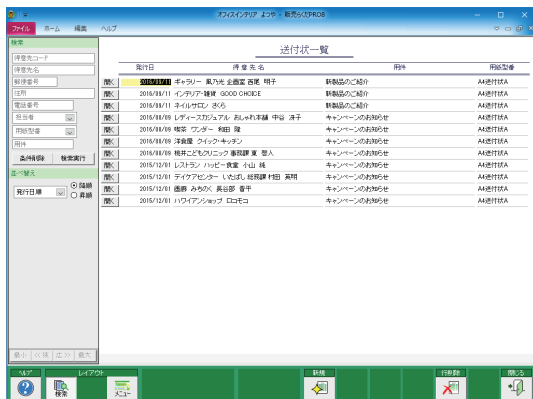 オフィスインテリア よつや - 販売らくだPROB
ファイル ホーム 編集 ヘルプ
検索
得意先コード
得意先名
郵便番号
住所
電話番号
担当者
用紙型番
用件
条件削除 検索実行
並べ替え
発行日順 降順
昇順
最小 <<狭 広>> 最大
送付状一覧
発行日 得意先名 用件 用紙型番
開く 2016/08/11 ギャラリー 風乃光 企画室 西尾 明子 新製品のご紹介 A4送付状A
開く 2016/08/11 インテリア・雑貨 GOOD CHOICE 新製品のご紹介 A4送付状A
開く 2016/08/11 ネイルサロン さくら 新製品のご紹介 A4送付状A
開く 2016/08/09 レディースカジュアル おしゃれ本舗 中谷 冴子 キャンペーンのお知らせ A4送付状A
開く 2016/08/09 喫茶 ワンダー 和田 隆 キャンペーンのお知らせ A4送付状A
開く 2016/08/09 洋食屋 クイック・キッチン キャンペーンのお知らせ A4送付状A
開く 2016/08/09 桃井こどもクリニック 事務課 東 啓人 キャンペーンのお知らせ A4送付状A
開く 2015/12/01 レストラン ハッピー食堂 小山 純 キャンペーンのお知らせ A4送付状A
開く 2015/12/01 デイケアセンター いたばし 総務課 村田 英明 キャンペーンのお知らせ A4送付状A
開く 2015/12/01 画廊 みちのく 長谷部 香平 キャンペーンのお知らせ A4送付状A
開く 2015/12/01 ハワイアンショップ ロコモコ キャンペーンのお知らせ A4送付状A
ヘルプ レイアウト 新規 行削除 閉じる
検索 メニュー